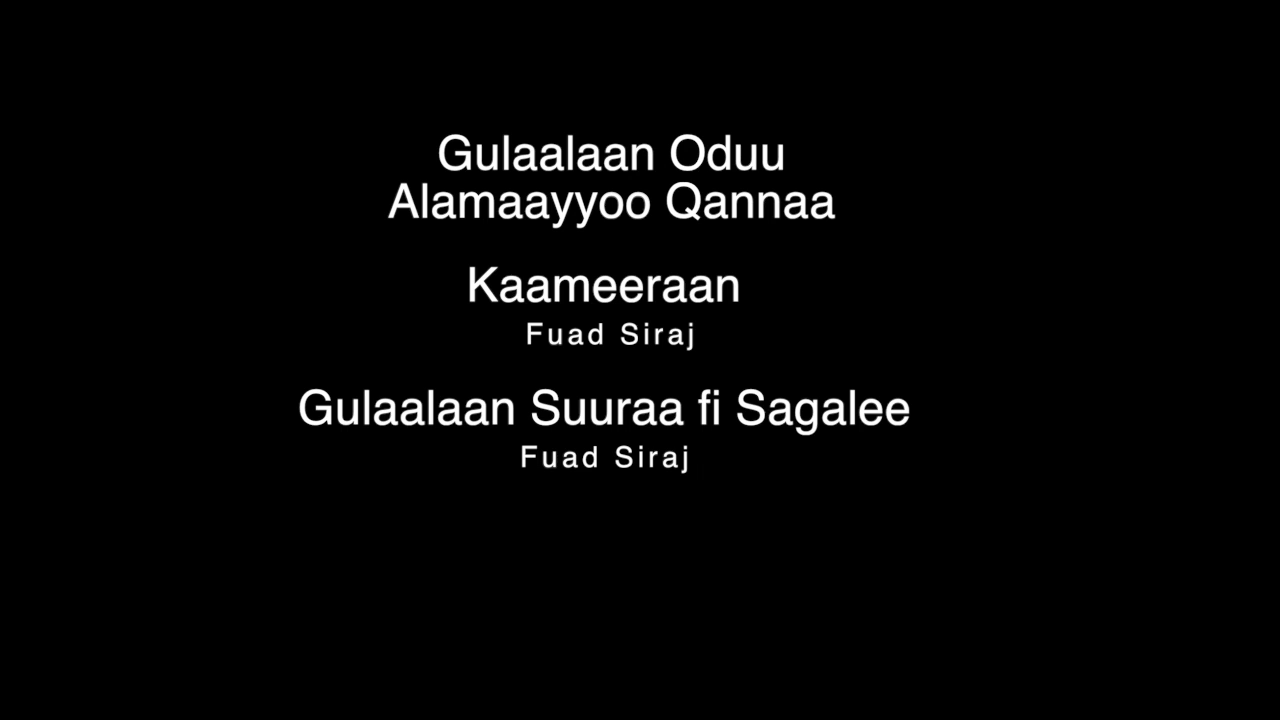 Gulaalaan Oduu
Alamaayyoo Qannaa
Kaameeraan
Fuad Siraj
Gulaalaan Suuraa fi Sagalee
Fuad Siraj